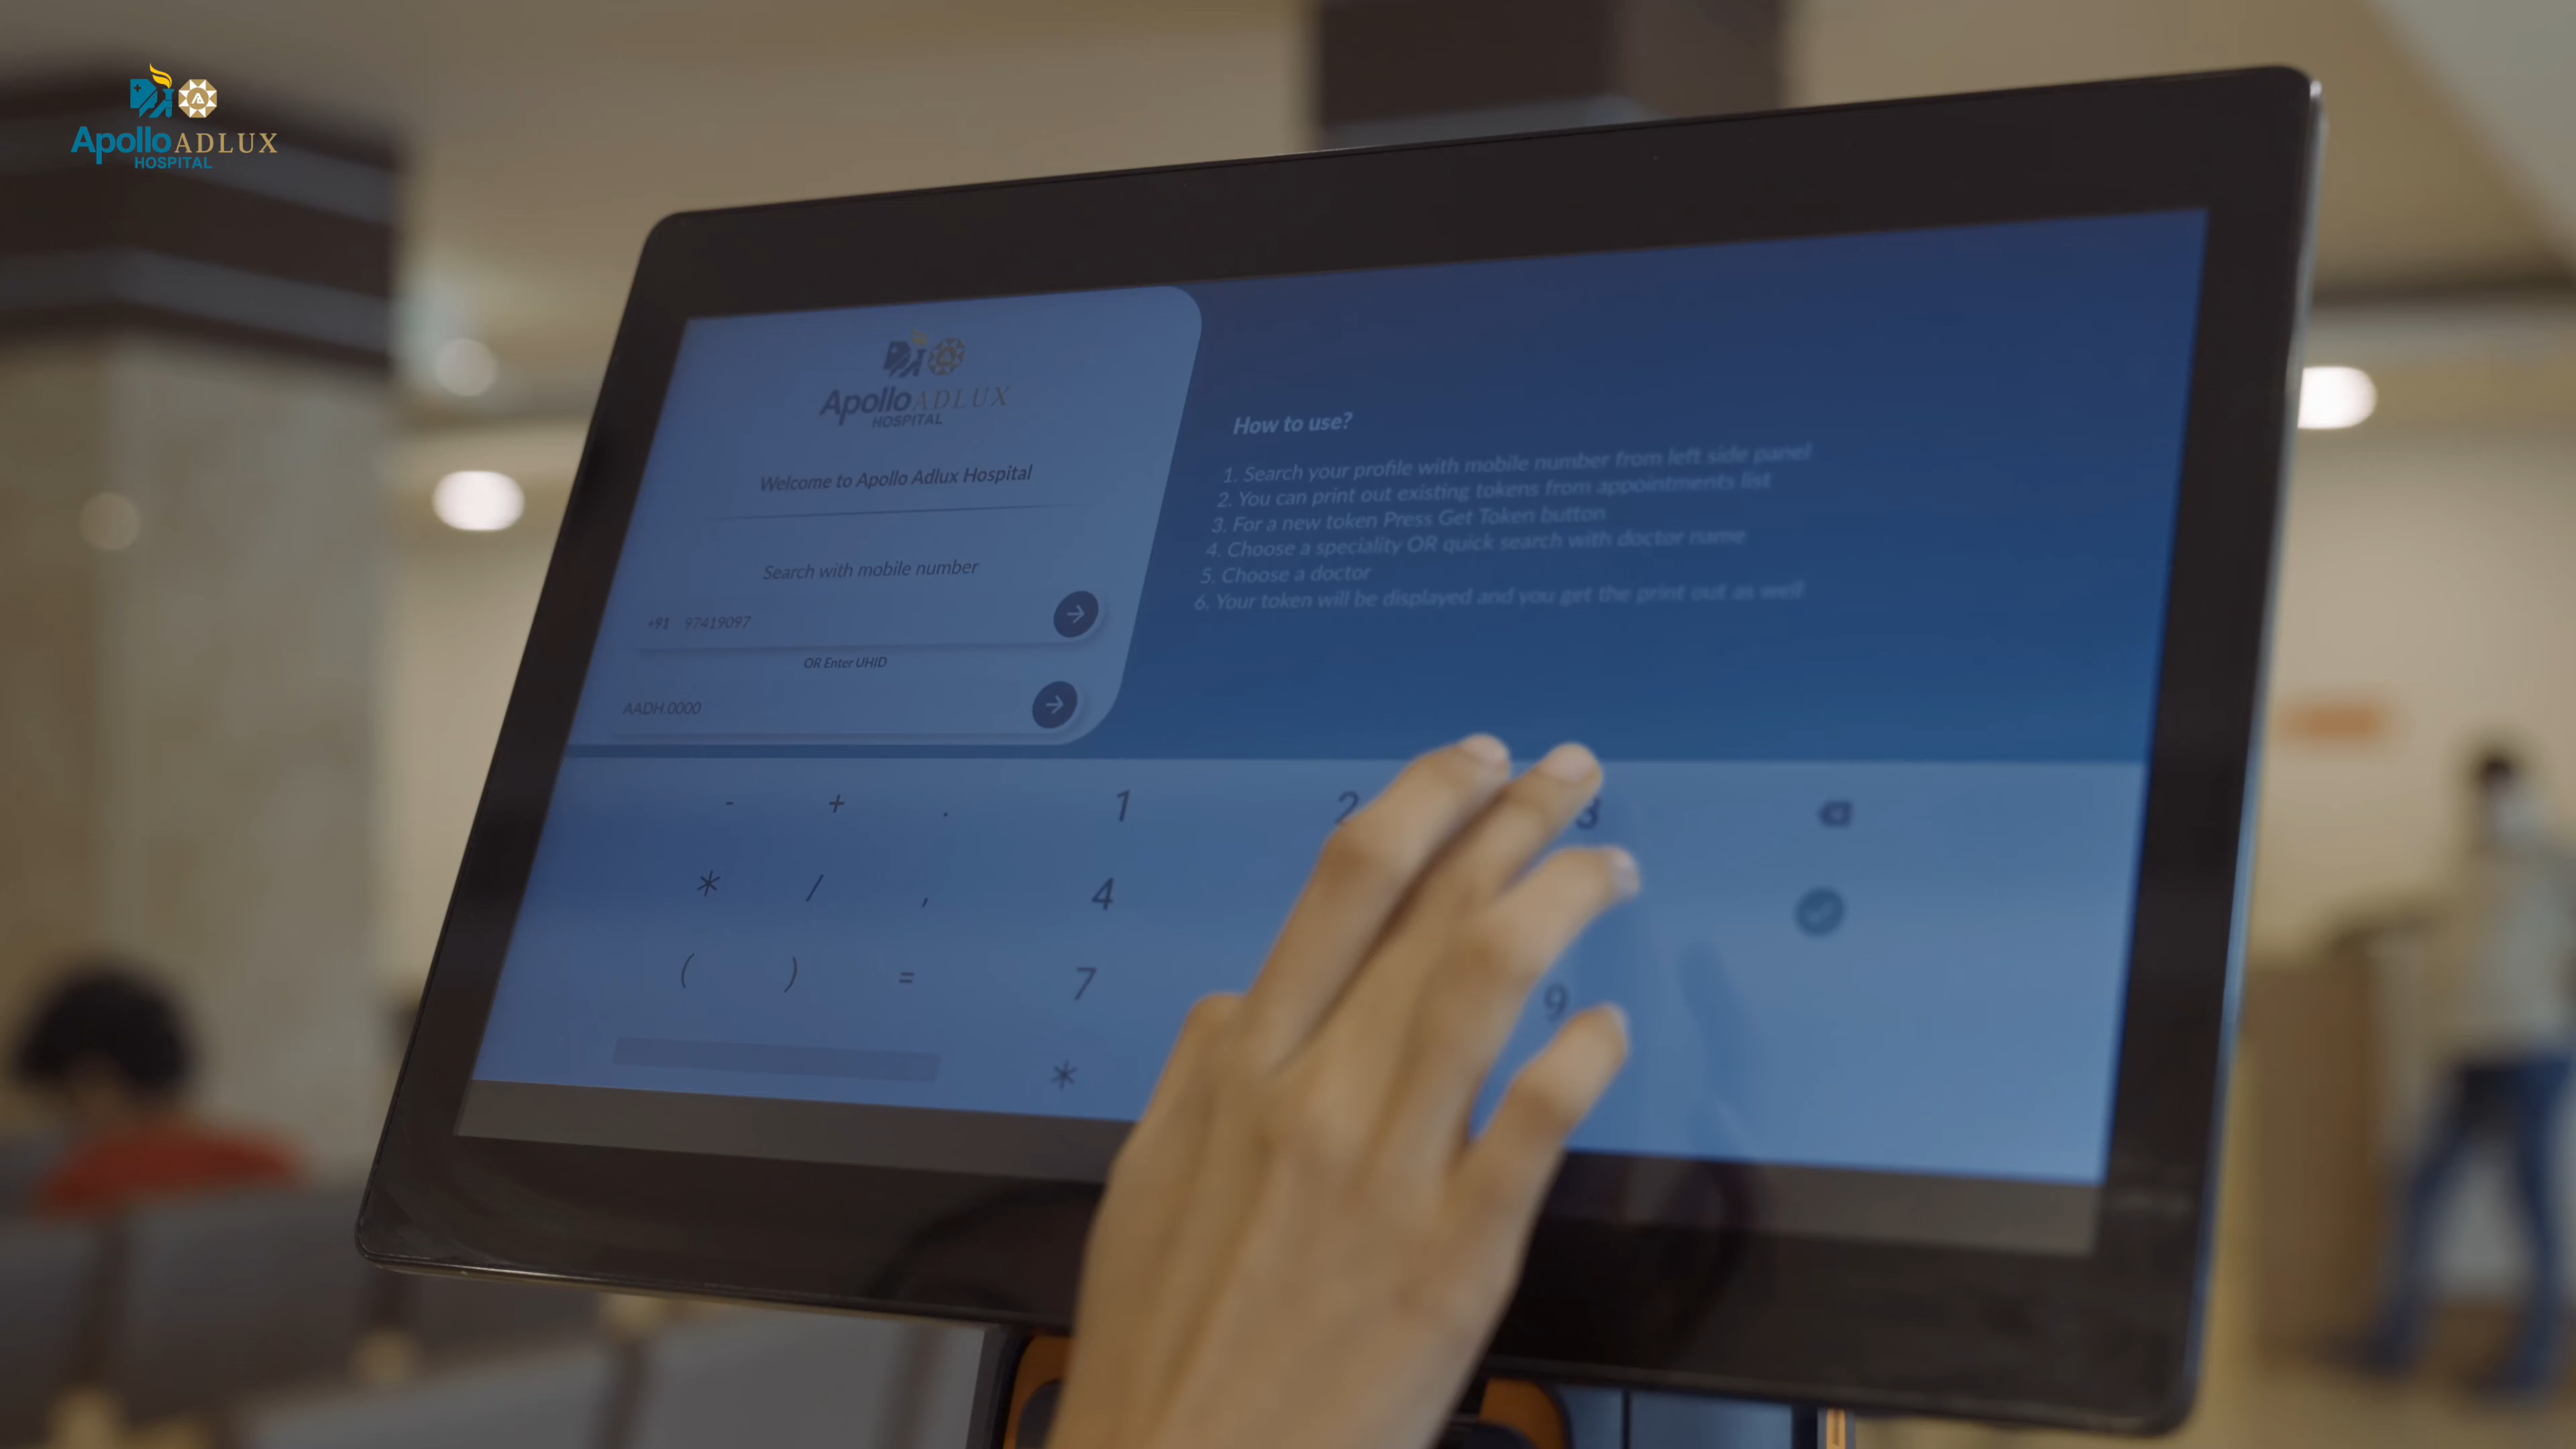 Apollo ADLUX
HOSPITAL
Apollo ADLUX
HOSPITAL
Welcome to Apollo Adlux Hospital
Search with mobile number
+91 97419097
OR Enter UHID
AADH.0000
How to use?
1. Search your profile with mobile number from left side panel
2. You can print out existing tokens from appointments list
3. For a new token Press Get Token button
4. Choose a speciality OR quick search with doctor name
5. Choose a doctor
6. Your token will be displayed and you get the print out as well
- + . 1 2 3
* / , 4
( ) = 7 9
*